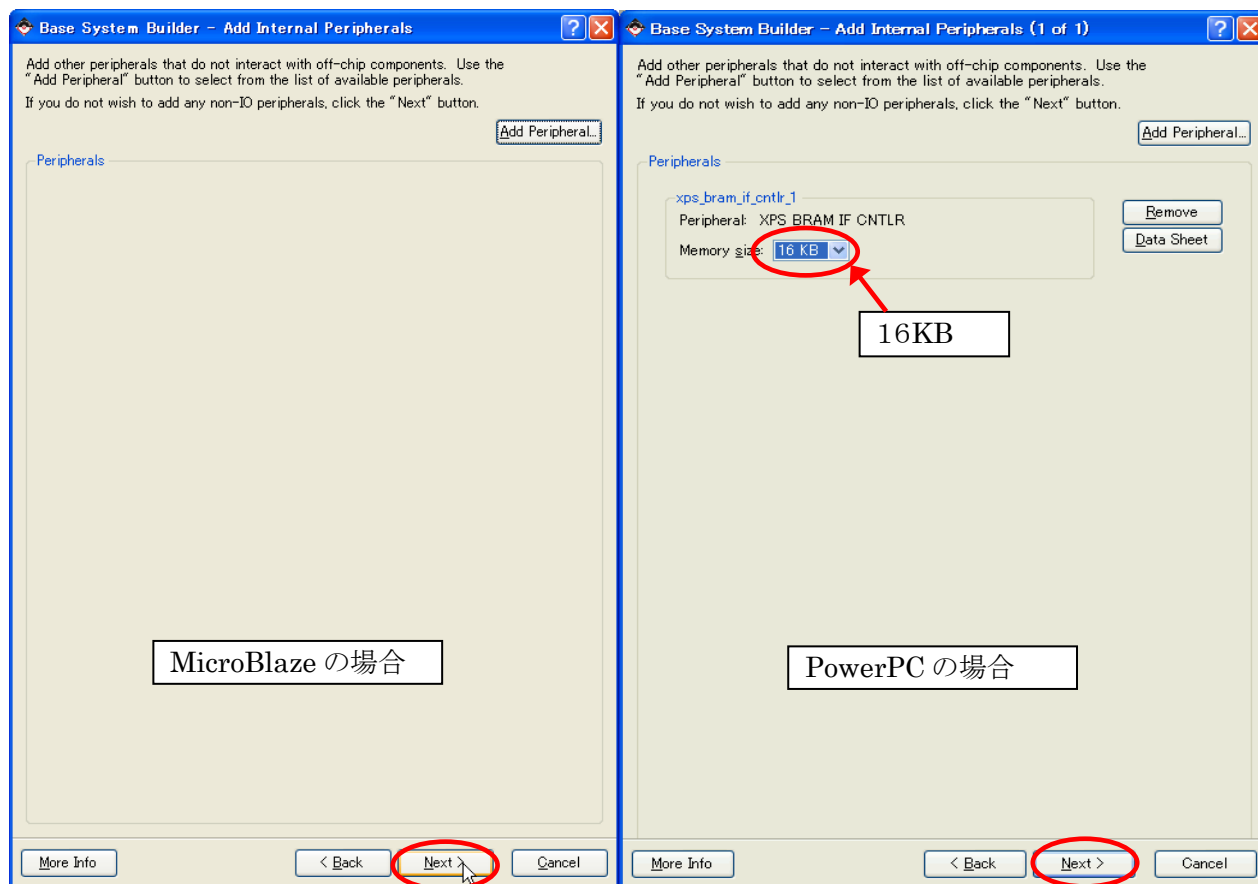 Base System Builder - Add Internal Peripherals
Add other peripherals that do not interact with off-chip components. Use the
"Add Peripheral" button to select from the list of available peripherals.
If you do not wish to add any non-IO peripherals, click the "Next" button.
Add Peripheral...
Peripherals
MicroBlaze の場合
More Info
< Back
Next >
Cancel
Base System Builder - Add Internal Peripherals (1 of 1)
Add other peripherals that do not interact with off-chip components. Use the
"Add Peripheral" button to select from the list of available peripherals.
If you do not wish to add any non-IO peripherals, click the "Next" button.
Add Peripheral...
Peripherals
xps_bram_if_cntlr_1
Peripheral: XPS BRAM IF CNTLR
Memory size: 16 KB
Remove
Data Sheet
16KB
PowerPC の場合
More Info
< Back
Next >
Cancel